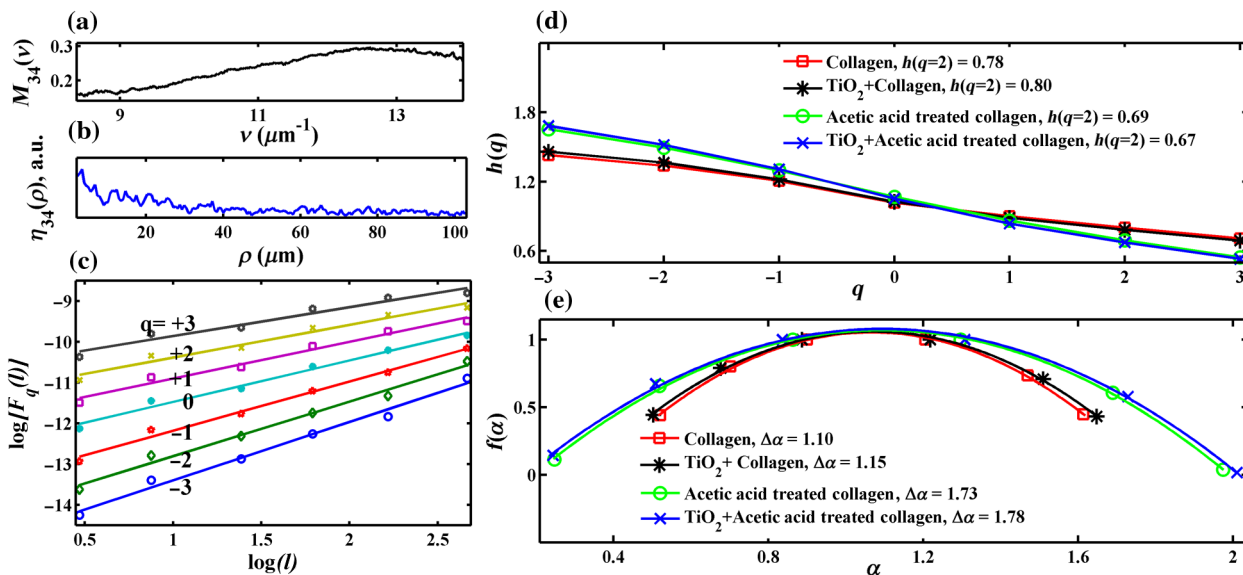 (a)
M34(ν)
0.3
0.2
9
11
13
ν (μm-1)
(b)
η34(ρ), a.u.
20
40
60
80
100
ρ (μm)
(c)
log[Fq(l)]
-9
-10
-11
-12
-13
-14
q= +3
+2
+1
0
−1
−2
−3
0.5
1
1.5
2
2.5
log(l)
(d)
Collagen, h(q=2) = 0.78
TiO2+Collagen, h(q=2) = 0.80
Acetic acid treated collagen, h(q=2) = 0.69
TiO2+Acetic acid treated collagen, h(q=2) = 0.67
h(q)
1.8
1.2
0.6
−3
−2
−1
0
1
2
3
q
(e)
f(α)
1
0.5
0
Collagen, Δα = 1.10
TiO2+ Collagen, Δα = 1.15
Acetic acid treated collagen, Δα = 1.73
TiO2+Acetic acid treated collagen, Δα = 1.78
0.4
0.8
1.2
1.6
2
α